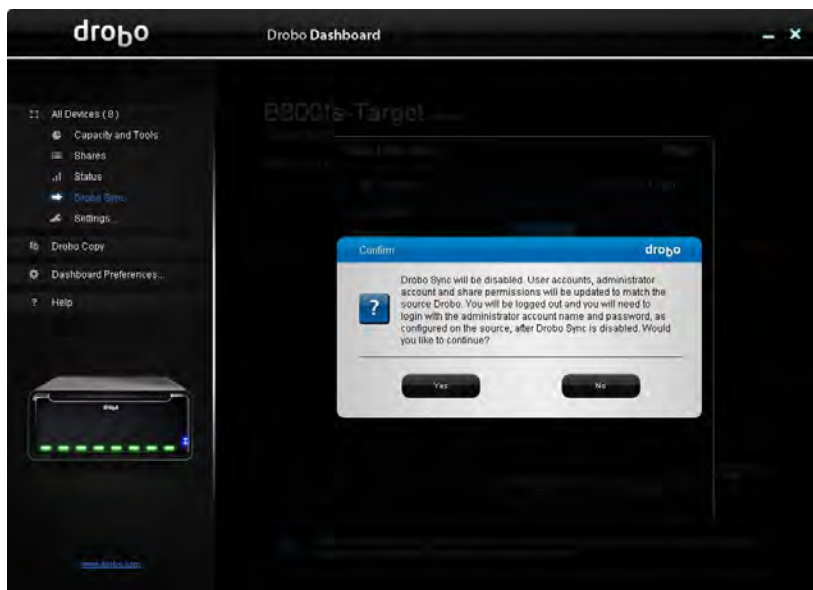 drobo
Drobo Dashboard
All Devices ( 8 )
Capacity and Tools
Shares
Status
Drobo Sync
Settings...
Drobo Copy
Dashboard Preferences...
? Help
B800fs-Target
Confirm
drobo
?
Drobo Sync will be disabled. User accounts, administrator
account and share permissions will be updated to match the
source Drobo. You will be logged out and you will need to
login with the administrator account name and password, as
configured on the source, after Drobo Sync is disabled. Would
you like to continue?
Yes
No
drobo
www.drobo.com